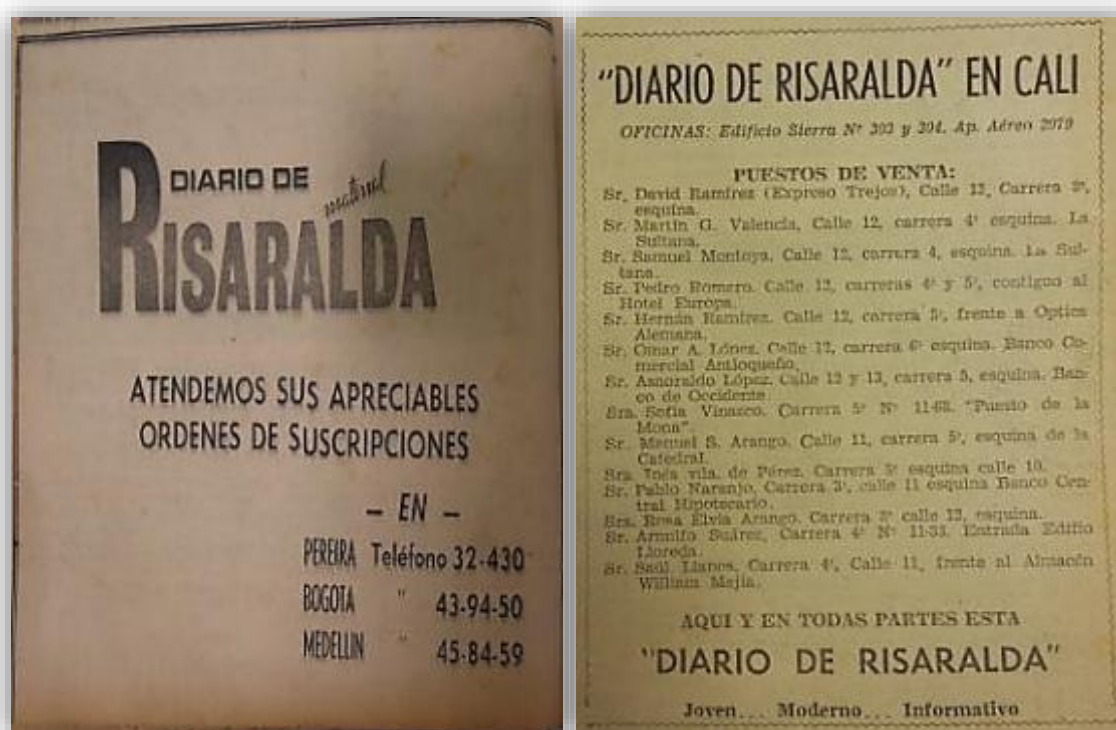 DIARIO DE
matinal
RISARALDA
ATENDEMOS SUS APRECIABLES
ORDENES DE SUSCRIPCIONES
— EN —
PEREIRA Teléfono 32-430
BOGOTA " 43-94-50
MEDELLIN " 45-84-59
"DIARIO DE RISARALDA" EN CALI
OFICINAS: Edificio Sierra Nº 303 y 304. Ap. Aéreo 2979
PUESTOS DE VENTA:
Sr. David Ramírez (Expreso Trejos), Calle 12, Carrera 3ª,
esquina.
Sr. Martín G. Valencia, Calle 12, carrera 4ª esquina. La
Sultana.
Sr. Samuel Montoya, Calle 12, carrera 4, esquina. La Sul-
tana.
Sr. Pedro Romero. Calle 12, carreras 4ª y 5ª, contiguo al
Hotel Europa.
Sr. Hernán Ramírez. Calle 12, carrera 5ª, frente a Optica
Alemana.
Sr. Omar A. López. Calle 12, carrera 6ª esquina. Banco Co-
mercial Antioqueño.
Sr. Asnoraldo López. Calle 12 y 13, carrera 5, esquina. Ban-
co de Occidente
Sra. Sofía Vinazco. Carrera 5ª Nº 11-68. "Puesto de la
Mona".
Sr. Manuel S. Arango. Calle 11, carrera 5ª, esquina de la
Catedral.
Sra. Inés vda. de Pérez. Carrera 5ª esquina calle 10.
Sr. Pablo Naranjo, Carrera 3ª, calle 11 esquina Banco Cen-
tral Hipotecario.
Sra. Rosa Elvia Arango. Carrera 3ª calle 12, esquina.
Sr. Arnulfo Suárez, Carrera 4ª Nº 11-33. Entrada Edifio
Lloreda.
Sr. Saúl Llanos, Carrera 4ª, Calle 11, frente al Almacén
William Mejía.
AQUI Y EN TODAS PARTES ESTA
"DIARIO DE RISARALDA"
Joven... Moderno... Informativo